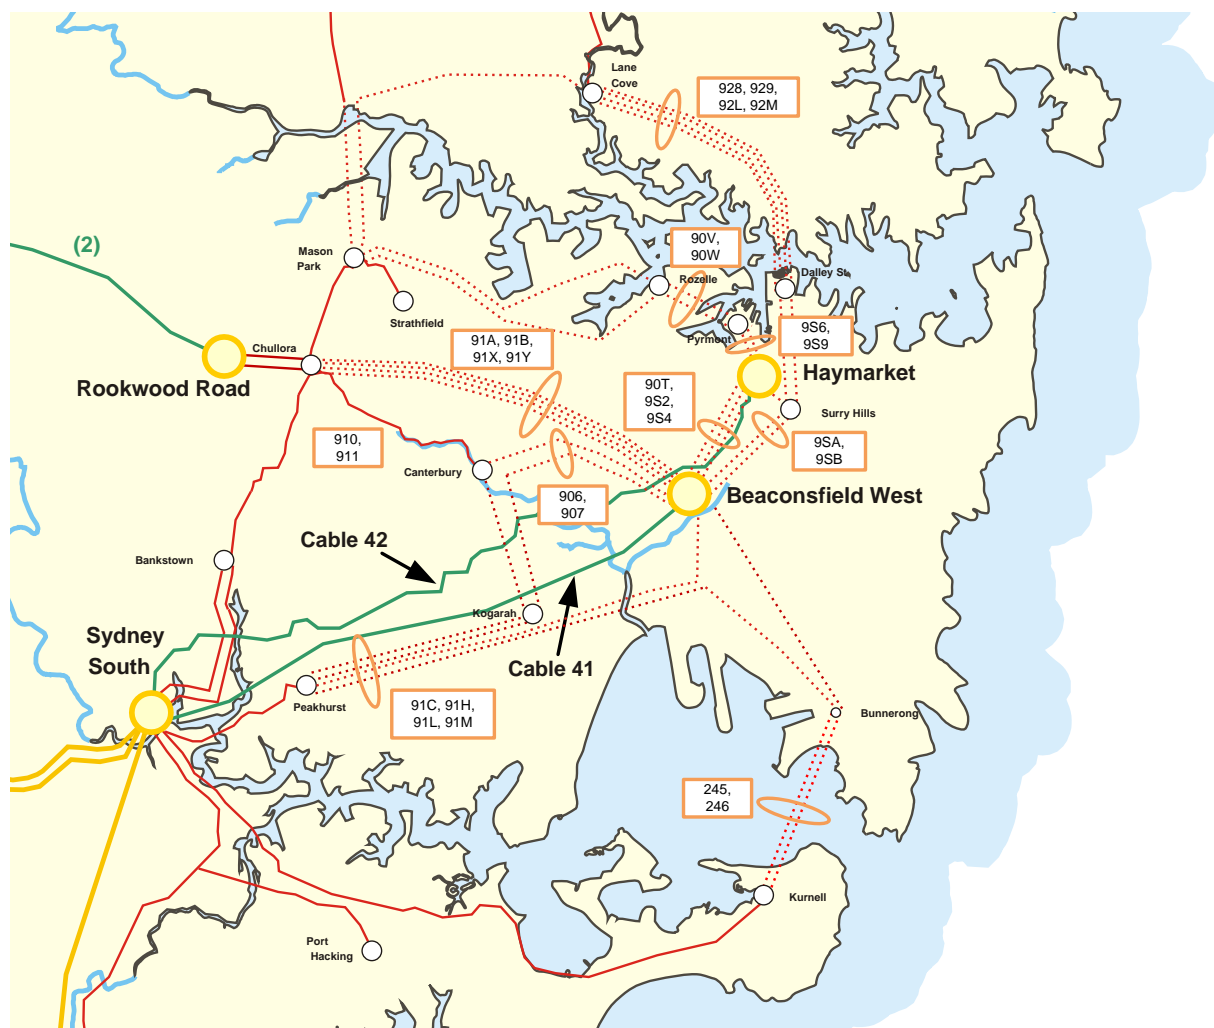 Lane
Cove
928, 929,
92L, 92M
(2)
Mason
Park
90V,
90W
Rozelle
Dalley St.
Strathfield
Chullora
Rookwood Road
91A, 91B,
91X, 91Y
Pyrmont
9S6,
9S9
Haymarket
90T,
9S2,
9S4
Surry Hills
910,
911
9SA,
9SB
Canterbury
906,
907
Beaconsfield West
Cable 42
Bankstown
Kogarah
Sydney
South
Cable 41
Peakhurst
91C, 91H,
91L, 91M
Bunnerong
245,
246
Kurnell
Port
Hacking